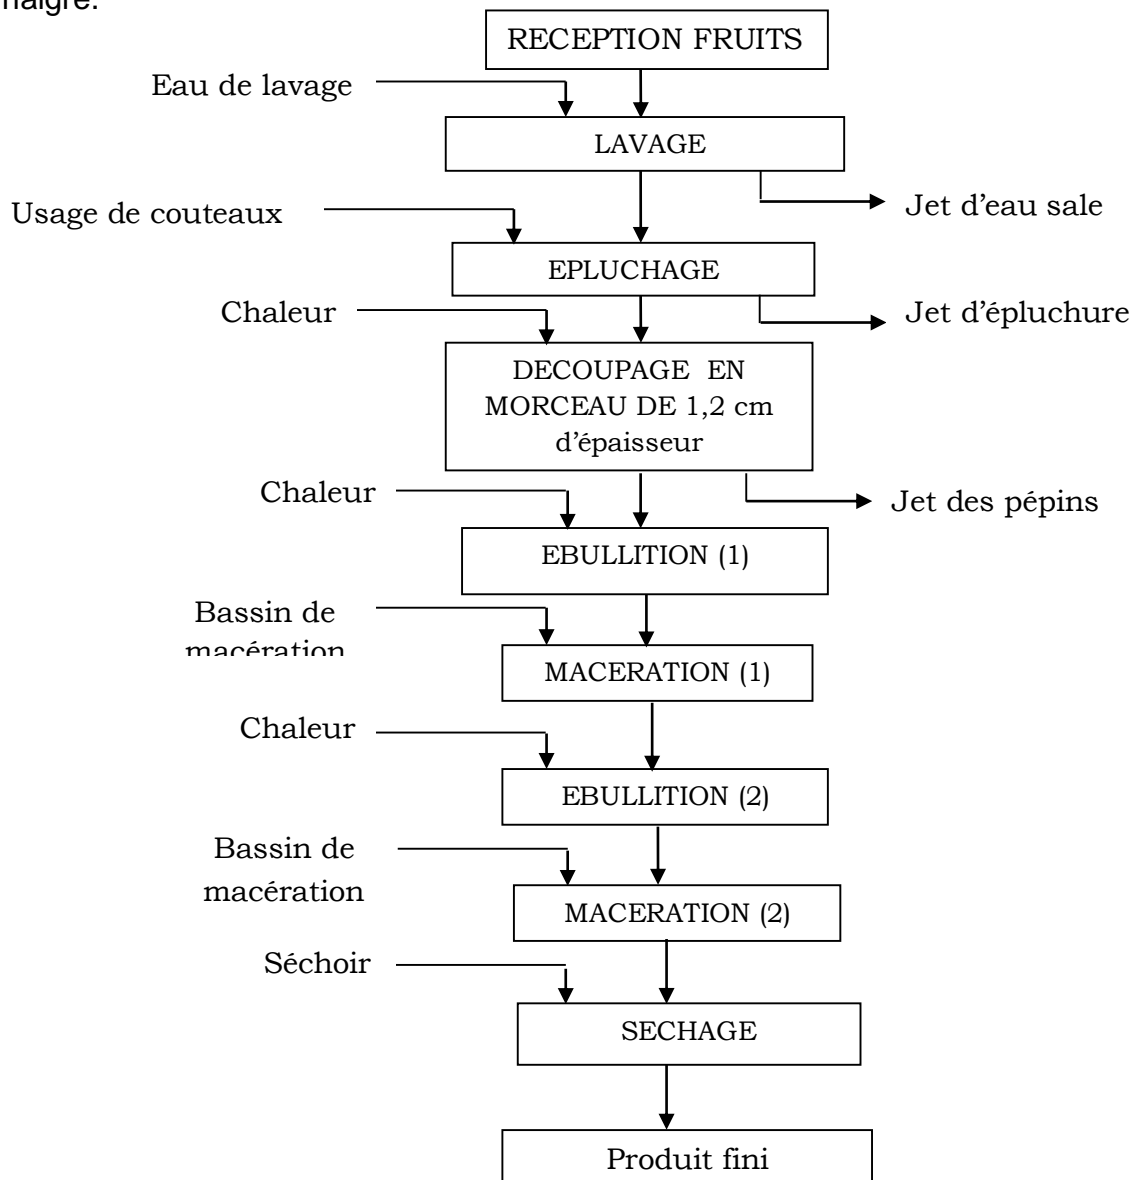 RECEPTION FRUITS
Eau de lavage
LAVAGE
Jet d’eau sale
Usage de couteaux
EPLUCHAGE
Chaleur
Jet d’épluchure
DECOUPAGE EN
MORCEAU DE 1,2 cm
d’épaisseur
Chaleur
Jet des pépins
EBULLITION (1)
Bassin de
macération
MACERATION (1)
Chaleur
EBULLITION (2)
Bassin de
macération
MACERATION (2)
Séchoir
SECHAGE
Produit fini